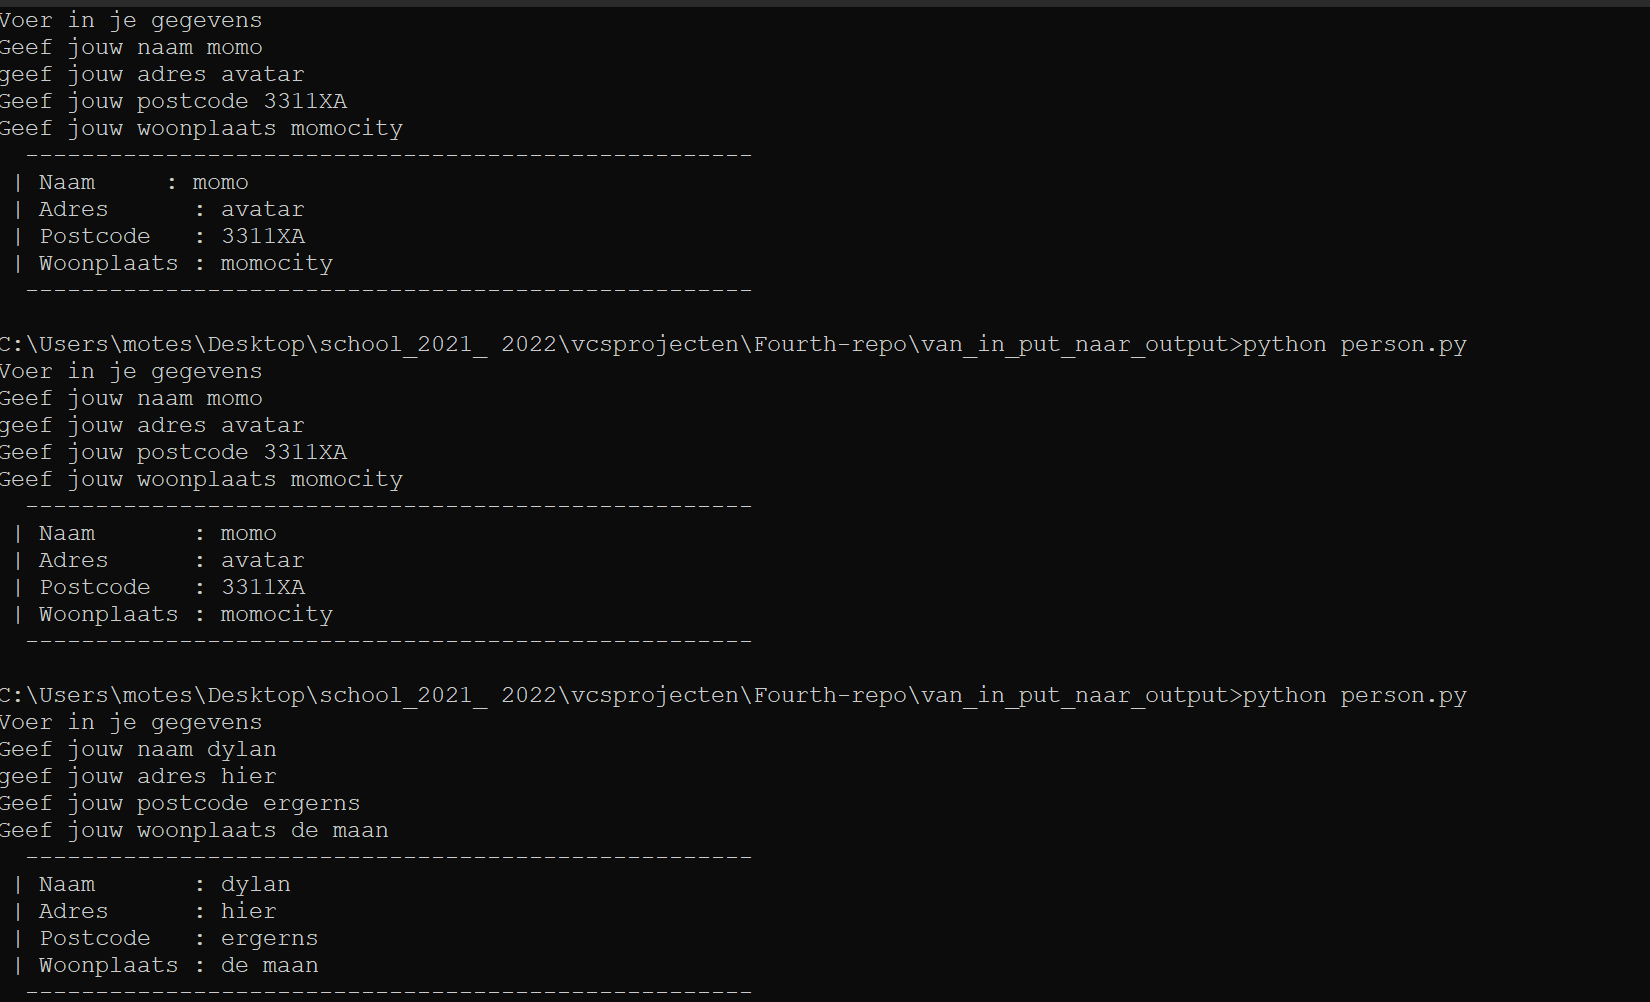 Voer in je gegevens
Geef jouw naam momo
geef jouw adres avatar
Geef jouw postcode 3311XA
Geef jouw woonplaats momocity
  ----------------------------------------------------
 | Naam     : momo
 | Adres      : avatar
 | Postcode   : 3311XA
 | Woonplaats : momocity
  ----------------------------------------------------

C:\Users\motes\Desktop\school_2021_ 2022\vcsprojecten\Fourth-repo\van_in_put_naar_output>python person.py
Voer in je gegevens
Geef jouw naam momo
geef jouw adres avatar
Geef jouw postcode 3311XA
Geef jouw woonplaats momocity
  ----------------------------------------------------
 | Naam       : momo
 | Adres      : avatar
 | Postcode   : 3311XA
 | Woonplaats : momocity
  ----------------------------------------------------

C:\Users\motes\Desktop\school_2021_ 2022\vcsprojecten\Fourth-repo\van_in_put_naar_output>python person.py
Voer in je gegevens
Geef jouw naam dylan
geef jouw adres hier
Geef jouw postcode ergerns
Geef jouw woonplaats de maan
  ----------------------------------------------------
 | Naam       : dylan
 | Adres      : hier
 | Postcode   : ergerns
 | Woonplaats : de maan
  ----------------------------------------------------